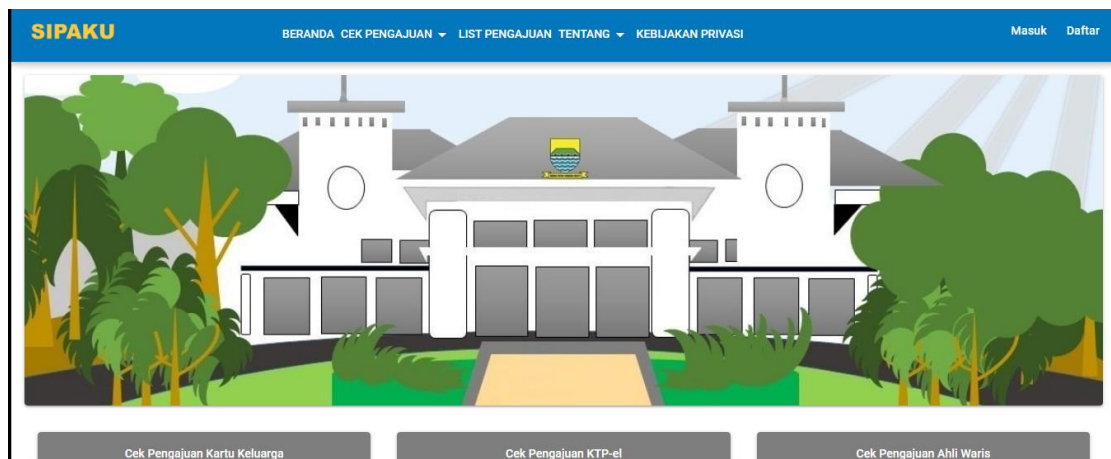 SIPAKU
BERANDA CEK PENGAJUAN LIST PENGAJUAN TENTANG KEBIJAKAN PRIVASI
Masuk Daftar
Cek Pengajuan Kartu Keluarga
Cek Pengajuan KTP-el
Cek Pengajuan Ahli Waris